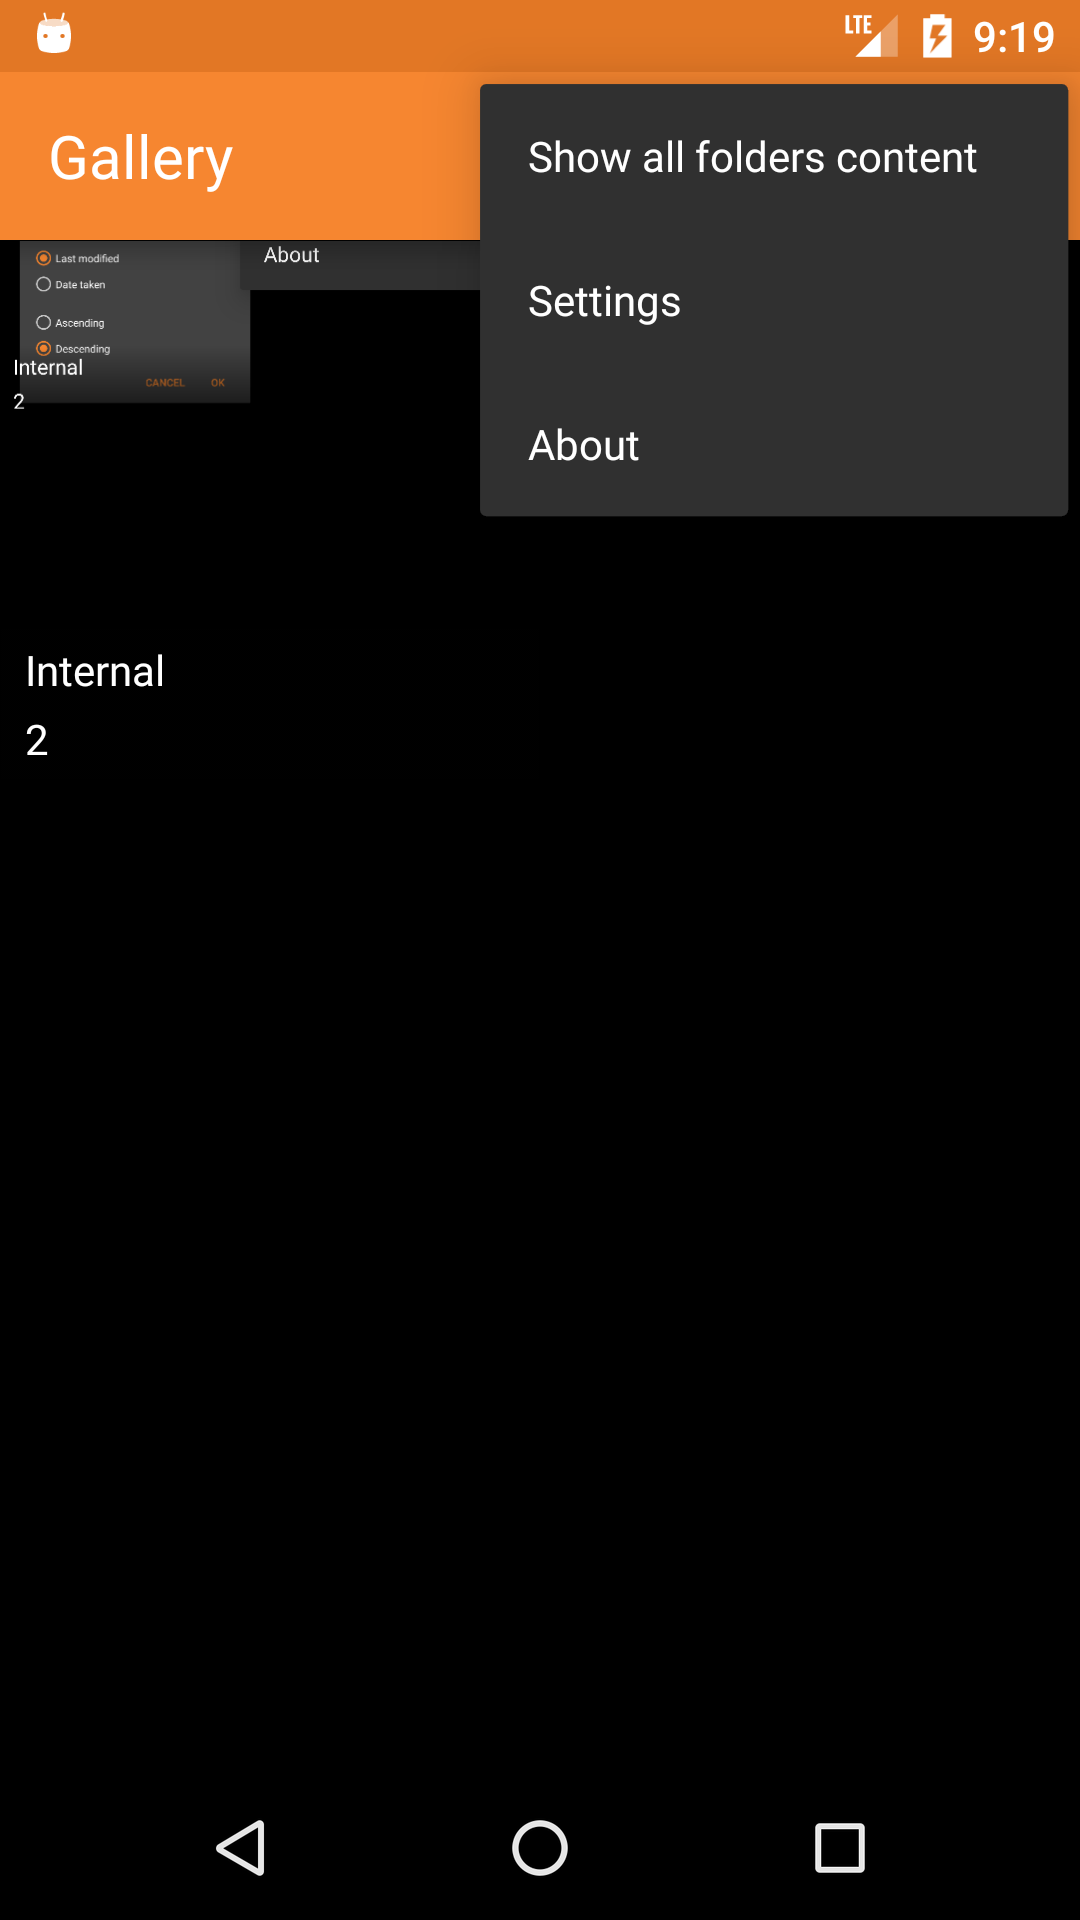 LTE 9:19
Gallery
Show all folders content
Settings
About
Last modified
About
Date taken
Ascending
Descending
Internal
CANCEL OK
2
Internal
2